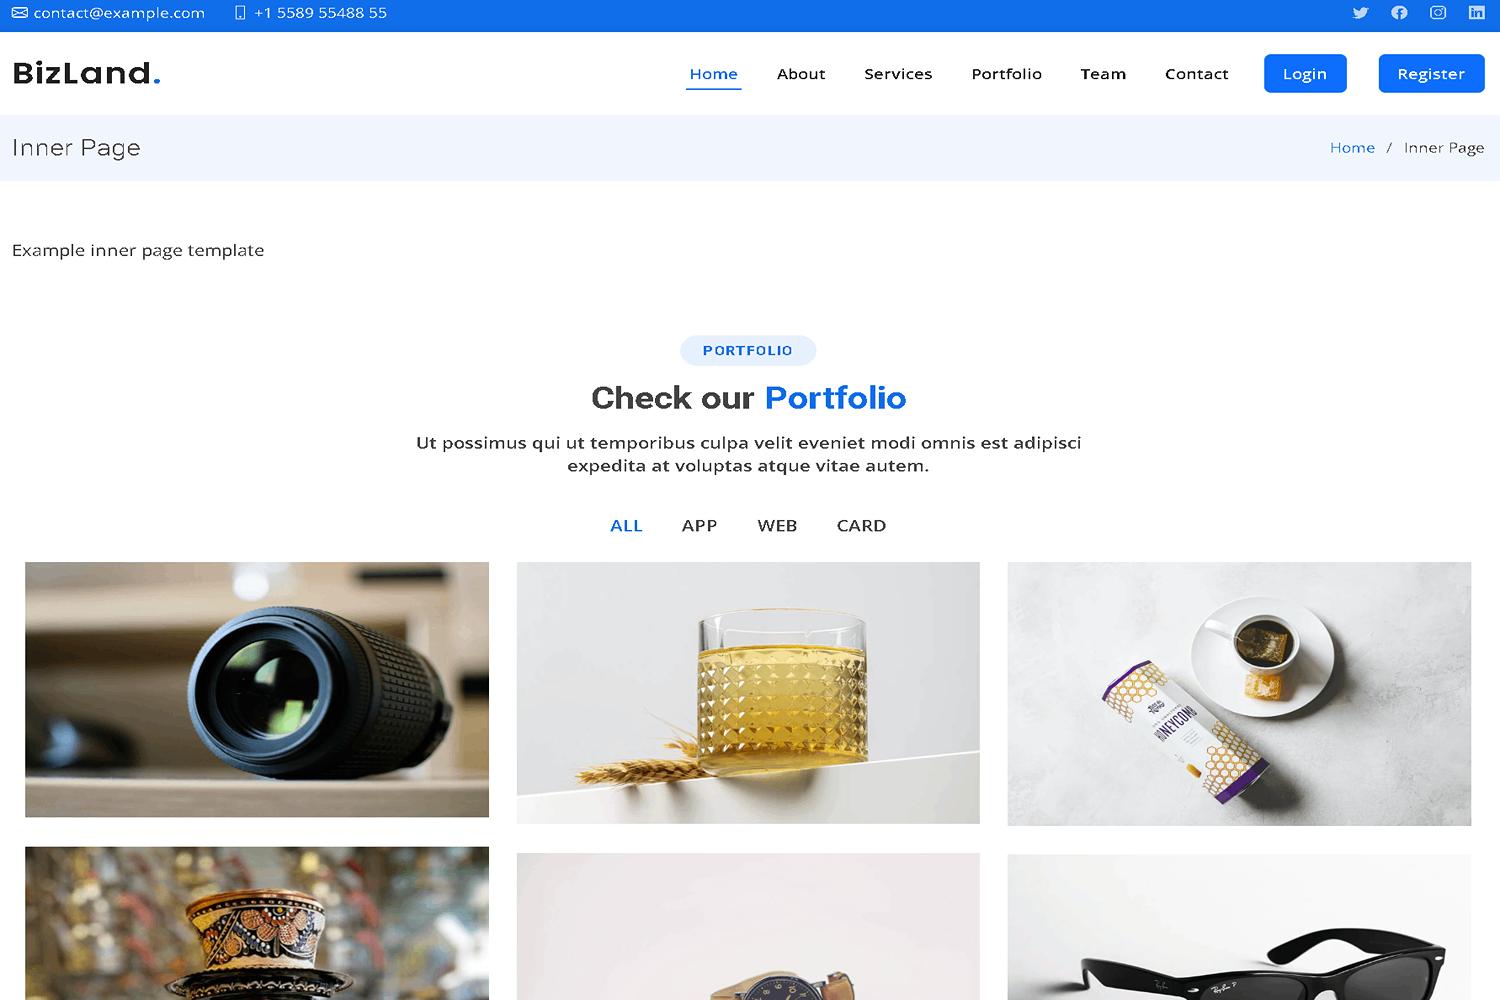 contact@example.com +1 5589 55488 55
BizLand.
Home About Services Portfolio Team Contact Login Register
Inner Page
Home / Inner Page
Example inner page template
PORTFOLIO
Check our Portfolio
Ut possimus qui ut temporibus culpa velit eveniet modi omnis est adipisci
expedita at voluptas atque vitae autem.
ALL APP WEB CARD
HONEYCOMB
Ray-Ban